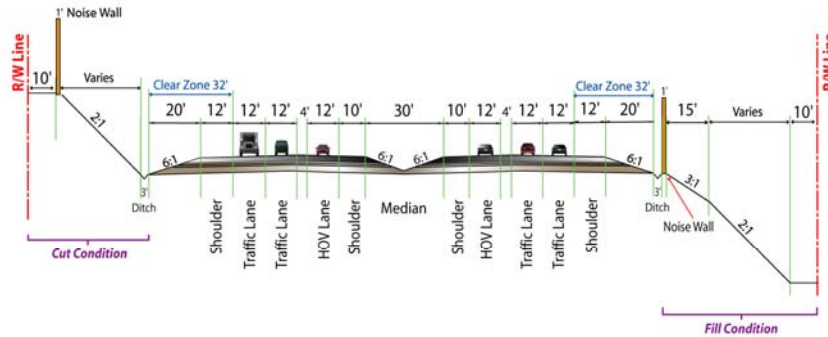 1' Noise Wall
R/W Line
10'
Varies
2:1
Clear Zone 32'
20' 12' 12' 12' 4' 12' 10' 30' 10' 12' 4' 12' 12' 12' 20'
Clear Zone 32'
1'
15'
Varies
10'
R/W Line
6:1
6:1
6:1
6:1
3:1
2:1
3'
Ditch
Shoulder
Traffic Lane
Traffic Lane
HOV Lane
Shoulder
Median
Shoulder
HOV Lane
Traffic Lane
Traffic Lane
Shoulder
3'
Ditch
Noise Wall
Cut Condition
Fill Condition